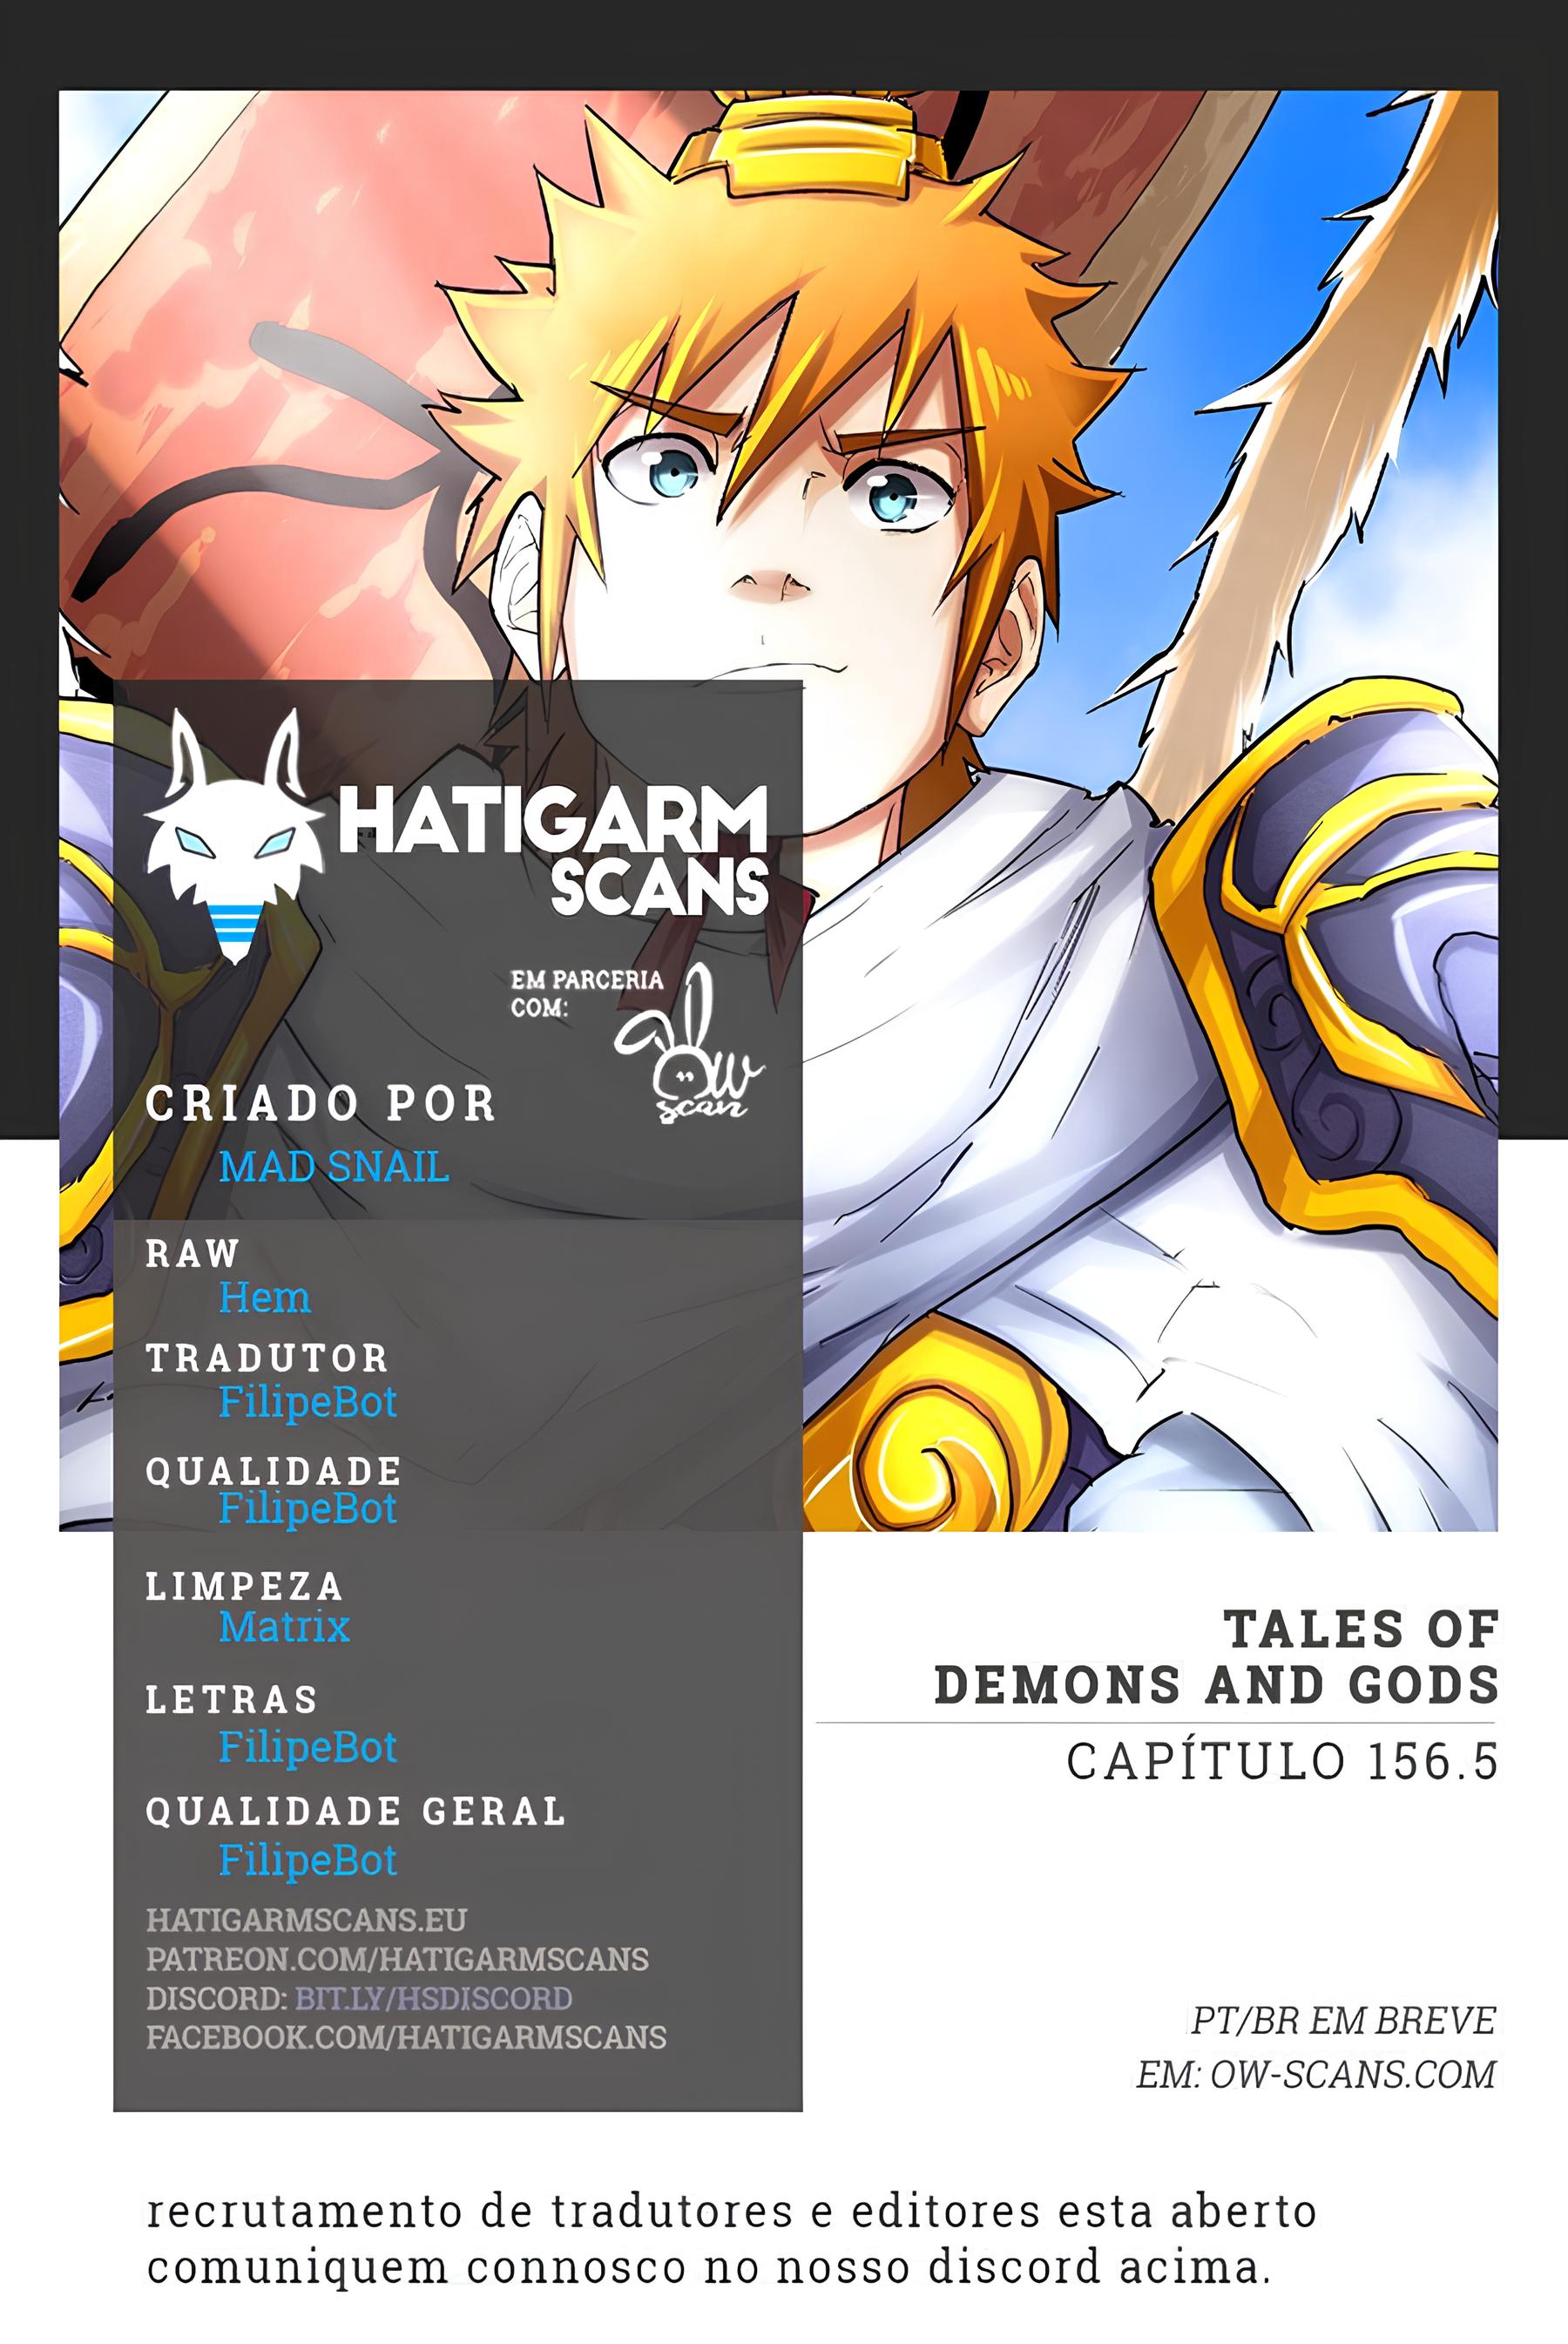 HATIGARM
SCANS
EM PARCERIA
COM:
OW
scan
CRIADO POR
MAD SNAIL
RAW
Hem
TRADUTOR
FilipeBot
QUALIDADE
FilipeBot
LIMPEZA
Matrix
LETRAS
FilipeBot
QUALIDADE GERAL
FilipeBot
HATIGARMSCANS.EU
PATREON.COM/HATIGARMSCANS
DISCORD: BIT.LY/HSDISCORD
FACEBOOK.COM/HATIGARMSCANS
TALES OF
DEMONS AND GODS
CAPÍTULO 156.5
PT/BR EM BREVE
EM: OW-SCANS.COM
recrutamento de tradutores e editores esta aberto
comuniquem connosco no nosso discord acima.